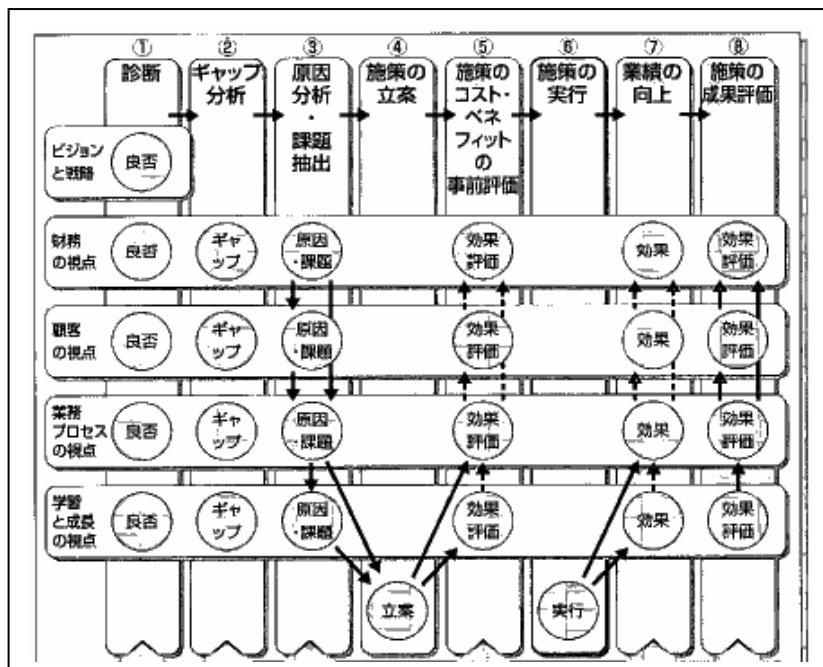 ① ② ③ ④ ⑤ ⑥ ⑦ ⑧
診断
ギャップ
分析
原因
分析
・
課題
抽出
施策の
立案
施策の
コスト・
ベネ
フィット
の
事前評価
施策の
実行
業績の
向上
施策の
成果評価
ビジョン
と戦略
良否
財務
の視点
良否
ギャ
ップ
原因
・課題
効果
評価
効果
効果
評価
顧客
の視点
良否
ギャ
ップ
原因
・課題
効果
評価
効果
効果
評価
業務
プロセス
の視点
良否
ギャ
ップ
原因
・課題
効果
評価
効果
効果
評価
学習
と成長
の視点
良否
ギャ
ップ
原因
・課題
効果
評価
効果
効果
評価
立案
実行